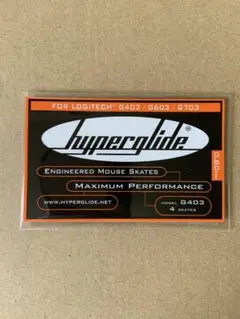 FOR LOGITECH® G403 / G603 / G703
hyperglide®
0.80mm
ENGINEERED MOUSE SKATES
MAXIMUM PERFORMANCE
WWW.HYPERGLIDE.NET
MODEL G403
4 SKATES